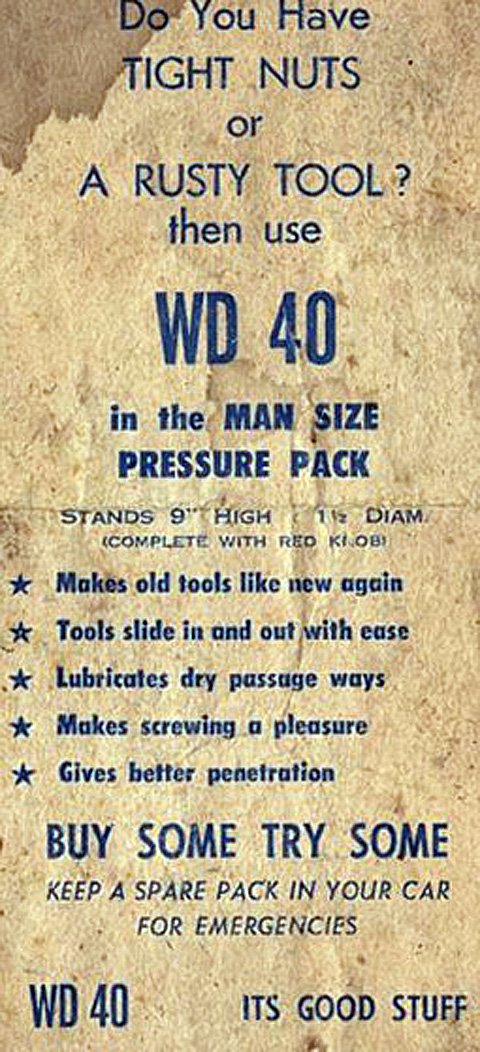 Do You Have
TIGHT NUTS
or
A RUSTY TOOL?
then use
WD 40
in the MAN SIZE
PRESSURE PACK
STANDS 9" HIGH 1½ DIAM.
(COMPLETE WITH RED KNOB)
★ Makes old tools like new again
★ Tools slide in and out with ease
★ Lubricates dry passage ways
★ Makes screwing a pleasure
★ Gives better penetration
BUY SOME TRY SOME
KEEP A SPARE PACK IN YOUR CAR
FOR EMERGENCIES
WD 40 ITS GOOD STUFF